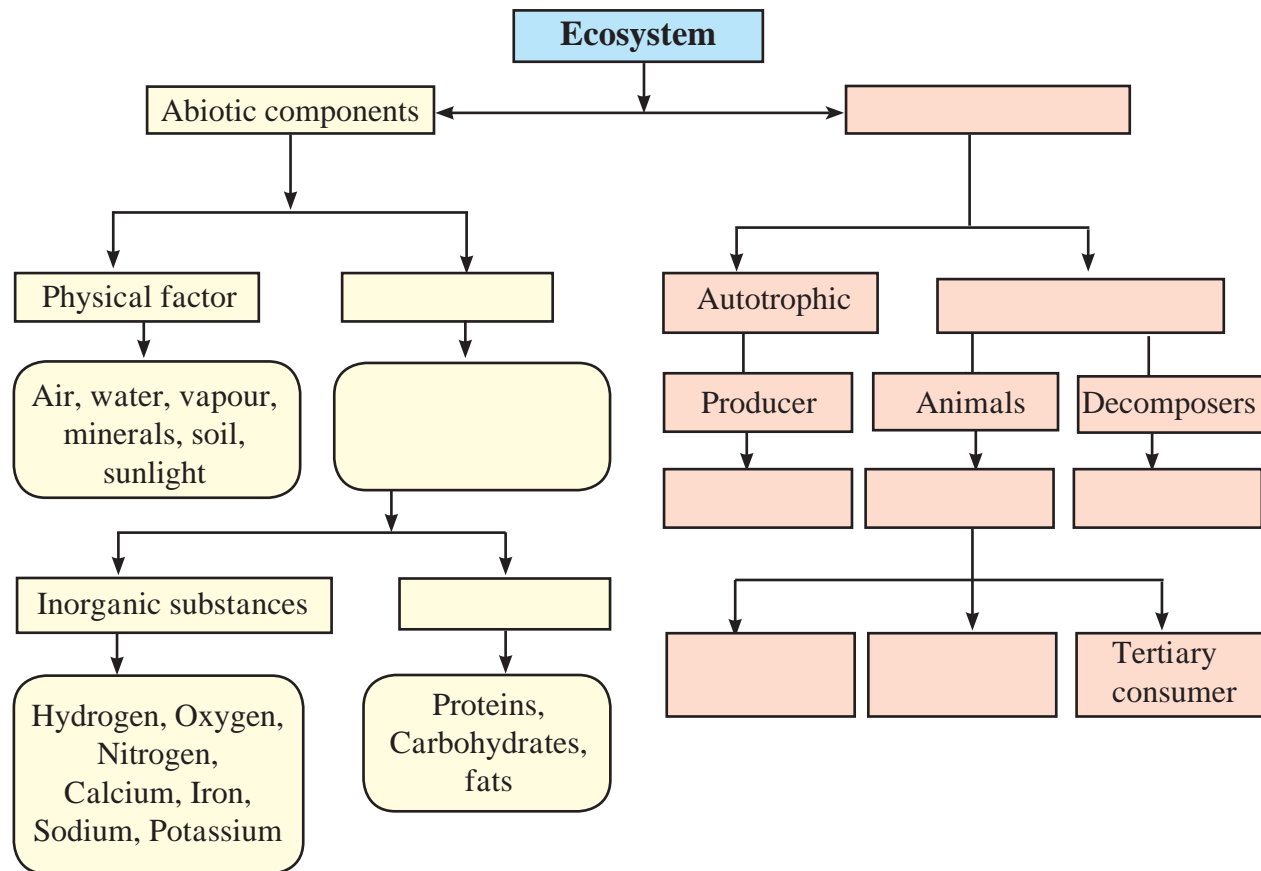 Ecosystem
Abiotic components
Physical factor
Air, water, vapour,
minerals, soil,
sunlight
Inorganic substances
Hydrogen, Oxygen,
Nitrogen,
Calcium, Iron,
Sodium, Potassium
Proteins,
Carbohydrates,
fats
Autotrophic
Producer
Animals
Decomposers
Tertiary
consumer